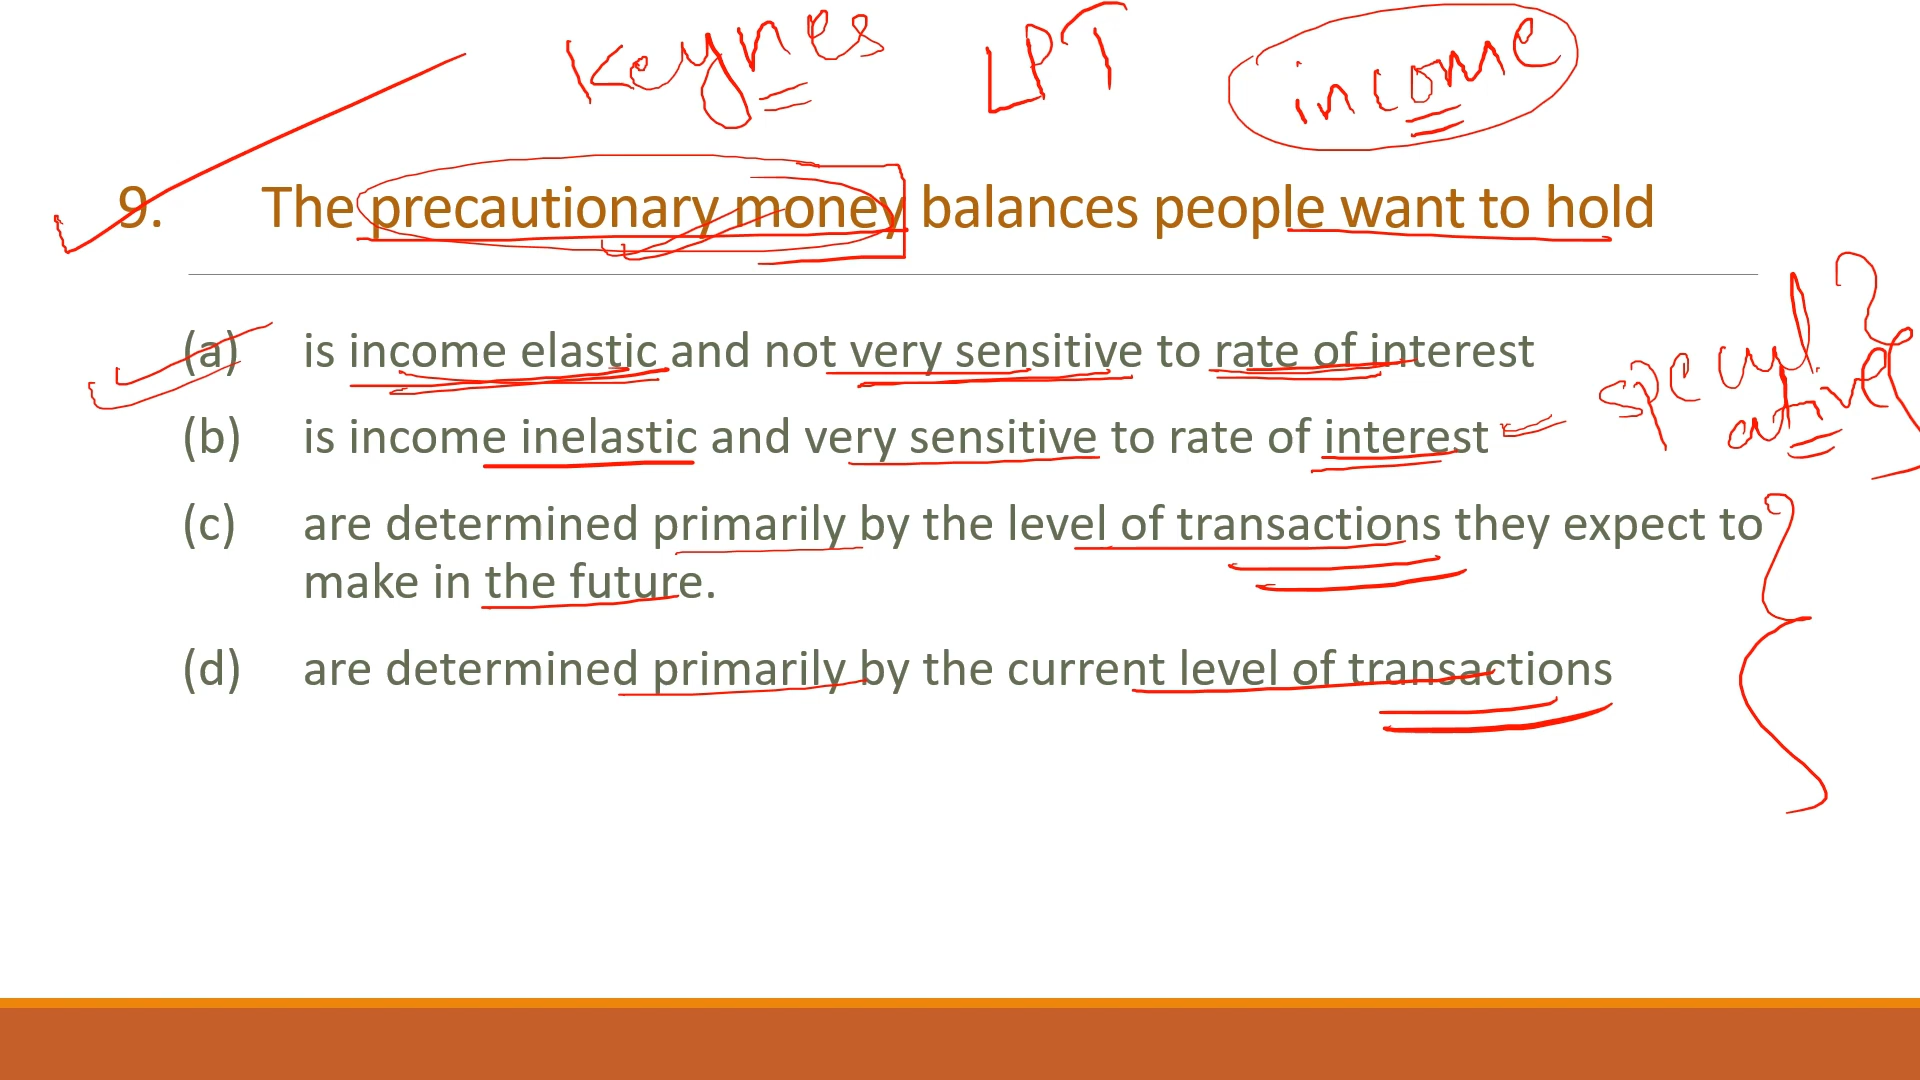 Keynes LPT income
9. The precautionary money balances people want to hold
(a) is income elastic and not very sensitive to rate of interest
(b) is income inelastic and very sensitive to rate of interest
specul
ative
(c) are determined primarily by the level of transactions they expect to
make in the future.
(d) are determined primarily by the current level of transactions